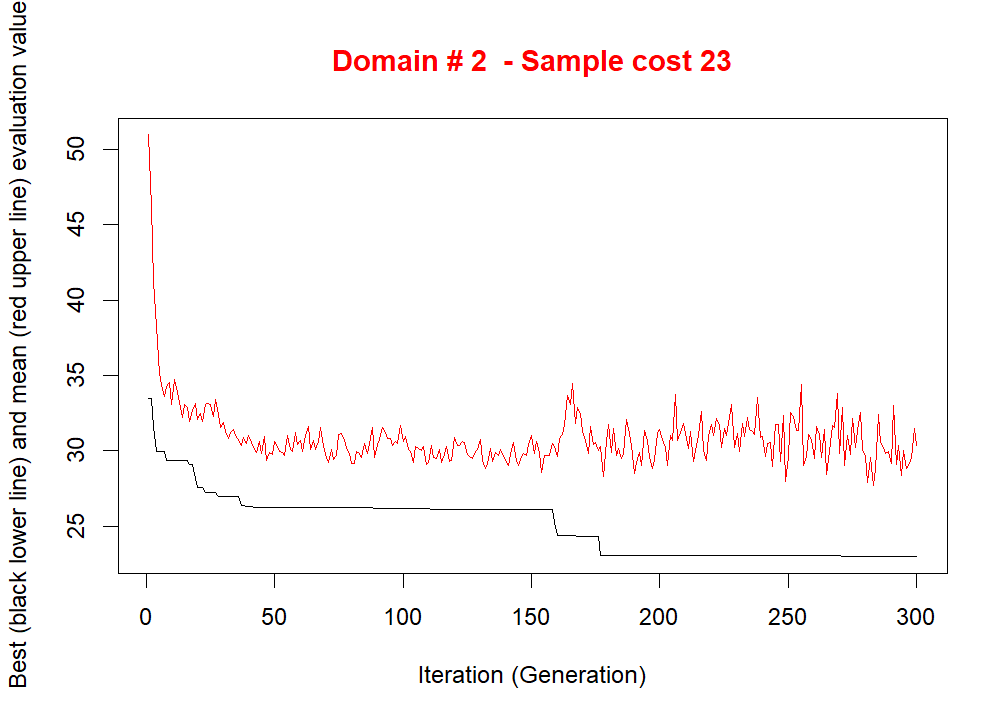 Domain # 2  - Sample cost 23
Best (black lower line) and mean (red upper line) evaluation value
50
45
40
35
30
25
0 50 100 150 200 250 300
Iteration (Generation)